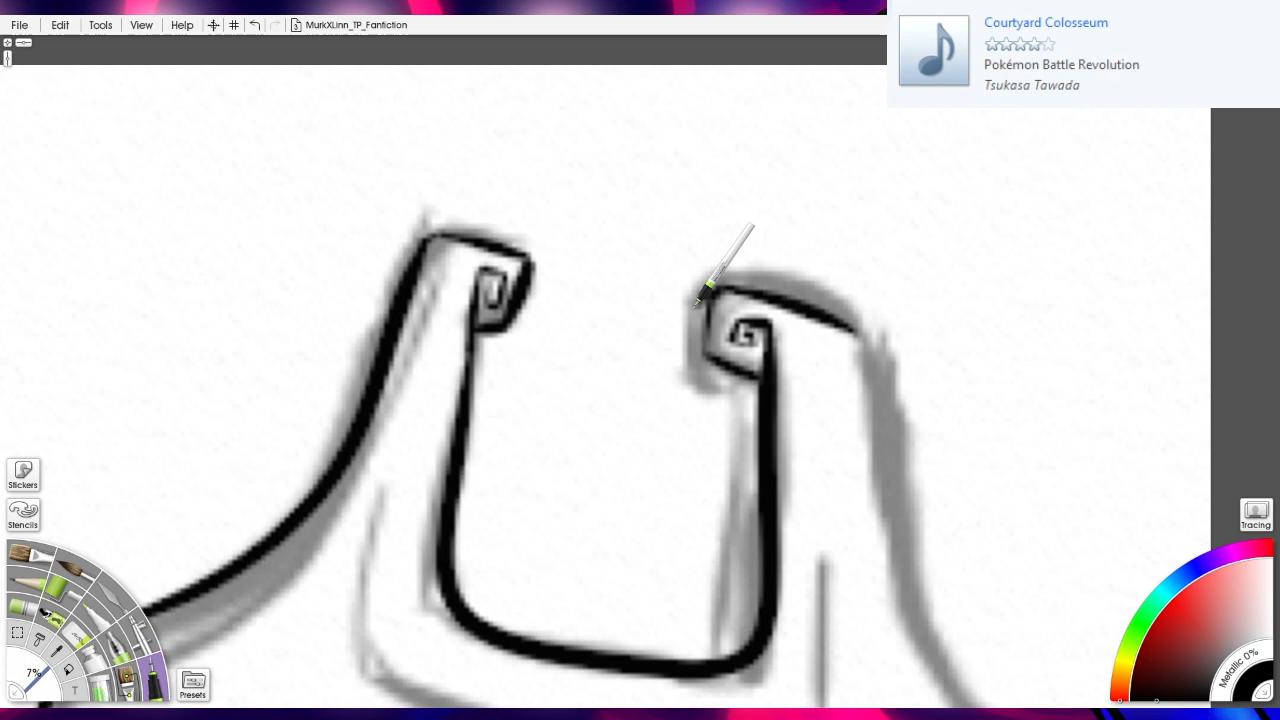 File Edit Tools View Help MurkXLinn_TP_Fanfiction
Courtyard Colosseum
Pokémon Battle Revolution
Tsukasa Tawada
Stickers
Stencils
7%
T
Presets
Tracing
Metallic 0%